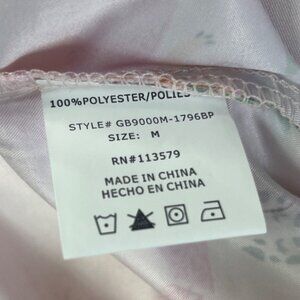 100%POLYESTER/POLIES
STYLE# GB9000M-1796BP
SIZE: M
RN#113579
MADE IN CHINA
HECHO EN CHINA